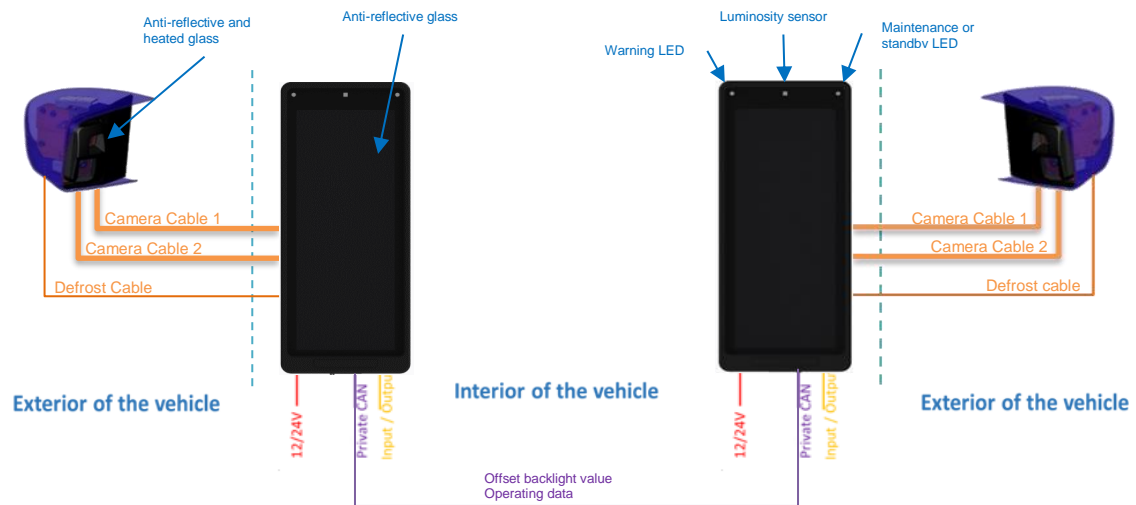 Anti-reflective and
heated glass
Anti-reflective glass
Luminosity sensor
Warning LED
Maintenance or
standby LED
Camera Cable 1
Camera Cable 2
Defrost Cable
Camera Cable 1
Camera Cable 2
Defrost cable
Exterior of the vehicle
Interior of the vehicle
Exterior of the vehicle
12/24V
Private CAN
Input / Output
12/24V
Private CAN
Input / Output
Offset backlight value
Operating data